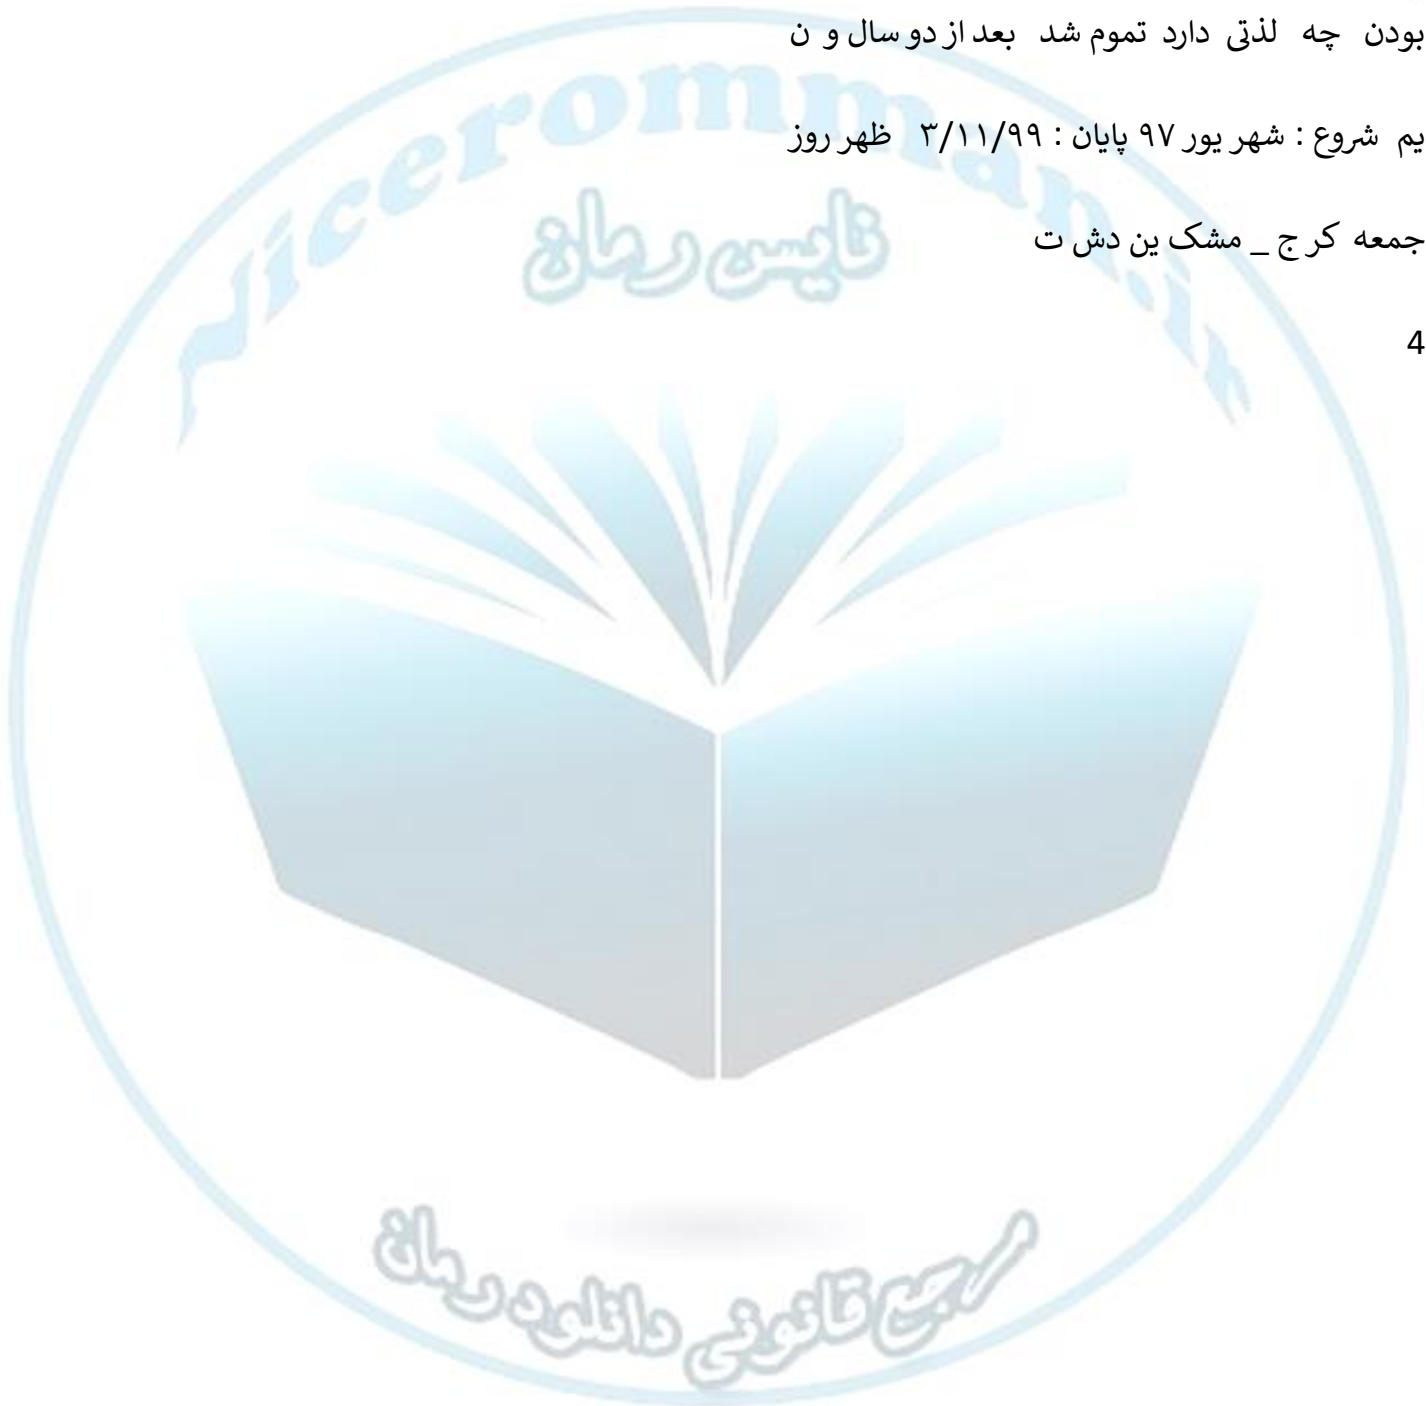 بودن چه لذتی دارد تموم شد بعد از دو سال و ن
یم شروع : شهر یور ۹۷ پایان : ۳/۱۱/۹۹ ظهر روز
جمعه کر ج _ مشک ین دش ت
4
Niceromman.ir
نایس رمان
مرجع قانونی دانلود رمان